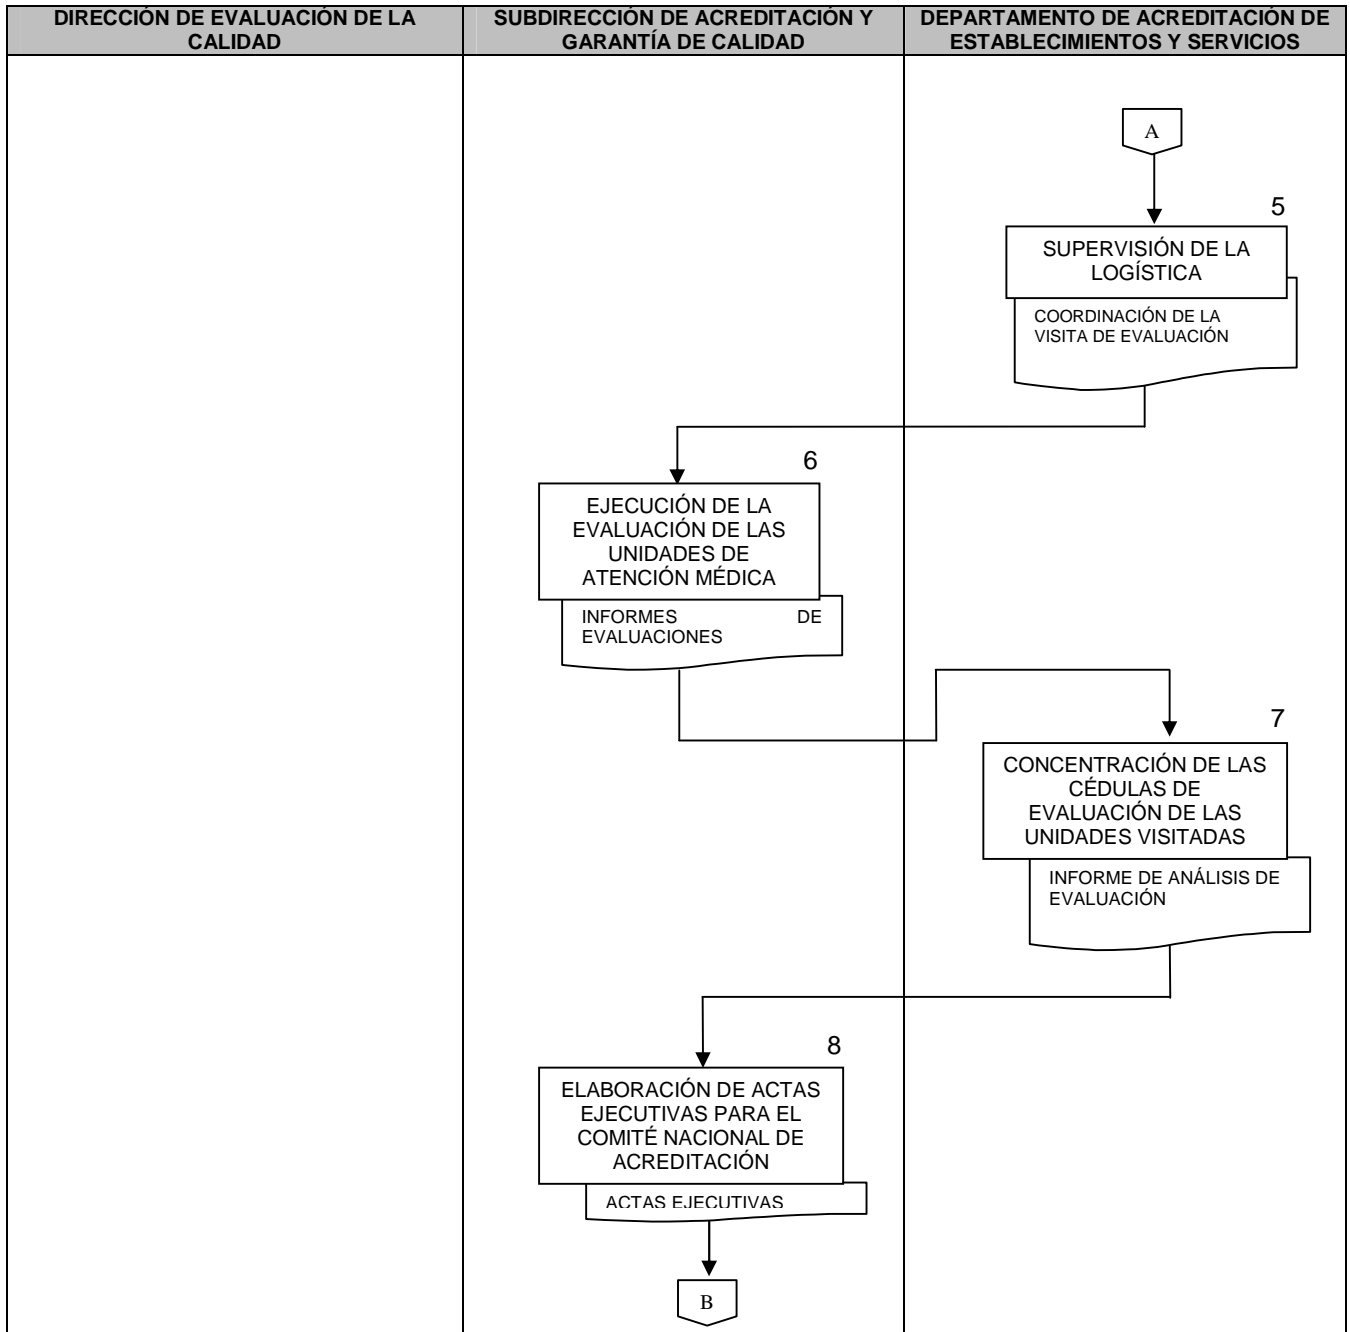 DIRECCIÓN DE EVALUACIÓN DE LA
CALIDAD
SUBDIRECCIÓN DE ACREDITACIÓN Y
GARANTÍA DE CALIDAD
DEPARTAMENTO DE ACREDITACIÓN DE
ESTABLECIMIENTOS Y SERVICIOS
A
5
SUPERVISIÓN DE LA
LOGÍSTICA
COORDINACIÓN DE LA
VISITA DE EVALUACIÓN
6
EJECUCIÓN DE LA
EVALUACIÓN DE LAS
UNIDADES DE
ATENCIÓN MÉDICA
INFORMES DE
EVALUACIONES
7
CONCENTRACIÓN DE LAS
CÉDULAS DE
EVALUACIÓN DE LAS
UNIDADES VISITADAS
INFORME DE ANÁLISIS DE
EVALUACIÓN
8
ELABORACIÓN DE ACTAS
EJECUTIVAS PARA EL
COMITÉ NACIONAL DE
ACREDITACIÓN
ACTAS EJECUTIVAS
B